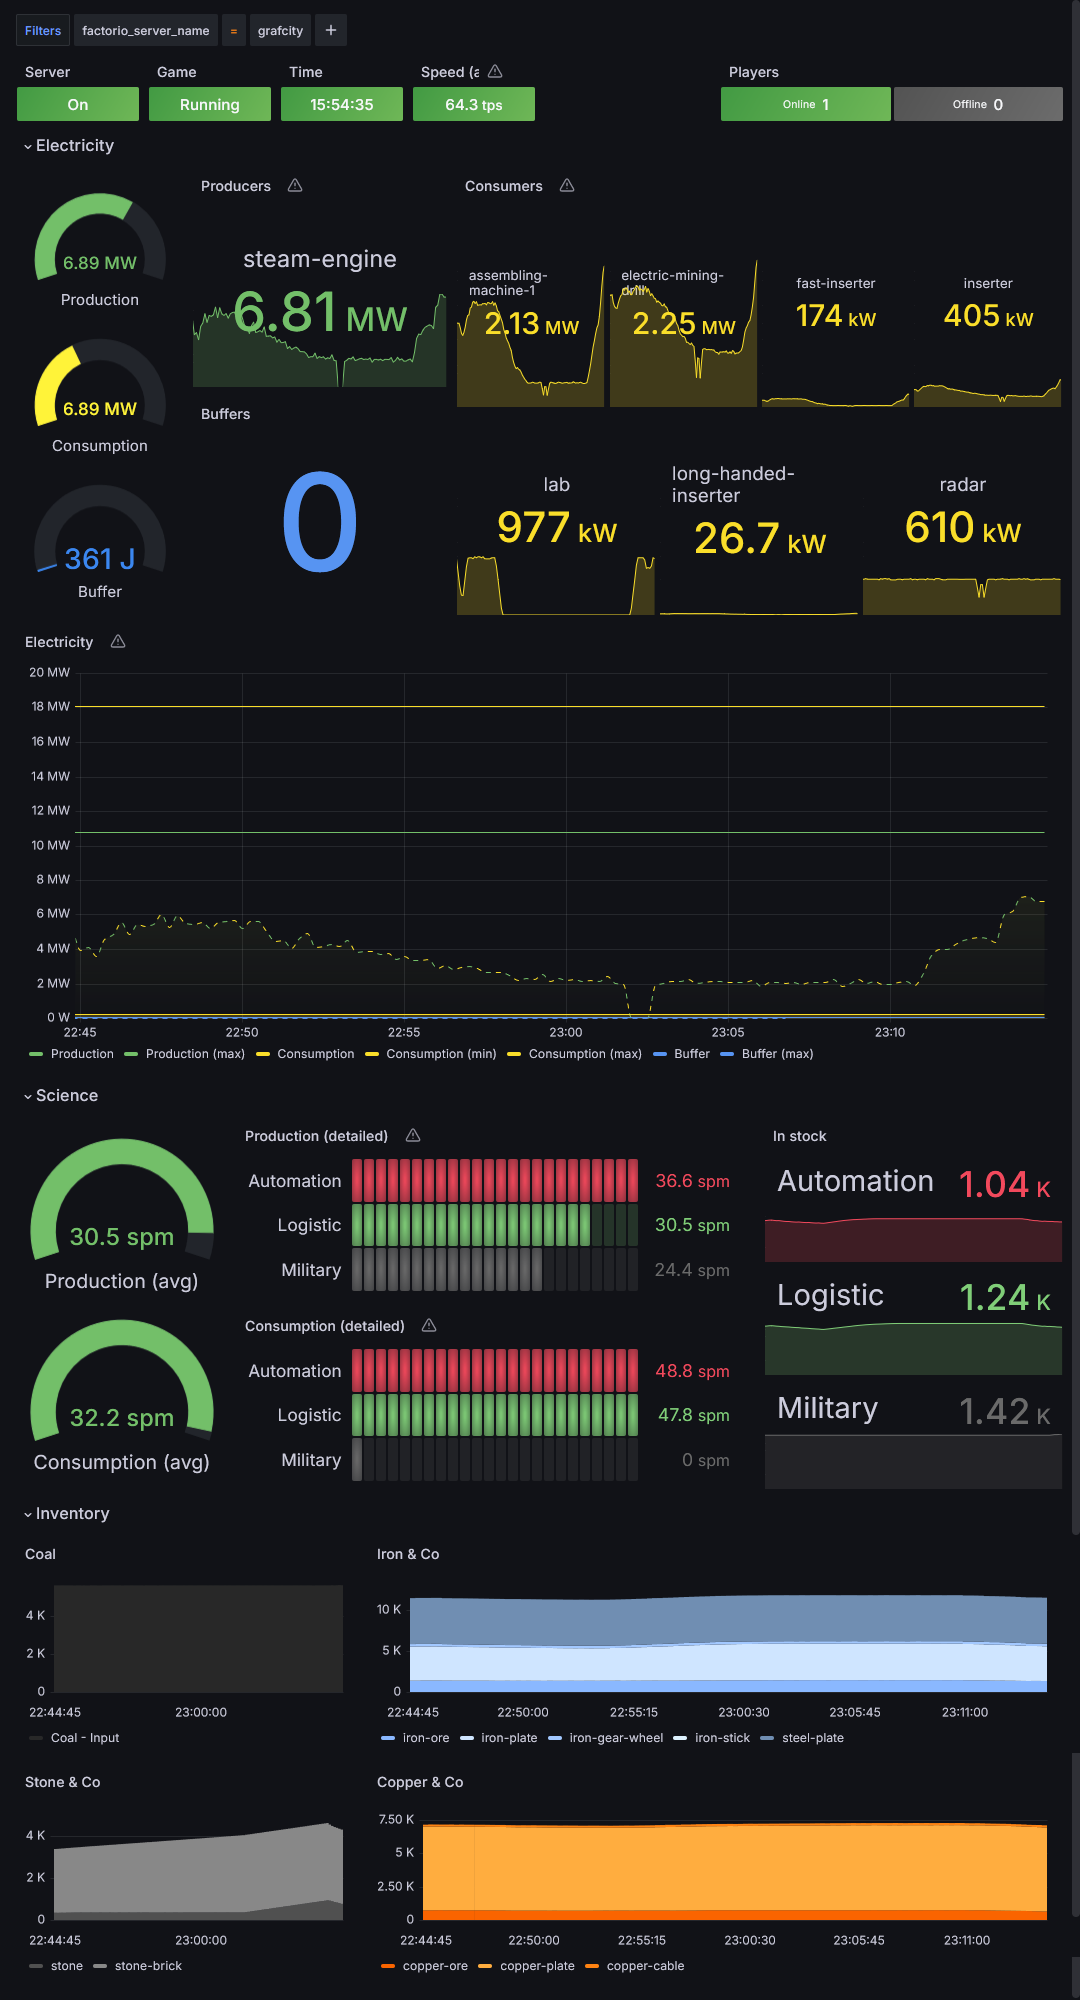 Filters factorio_server_name = grafcity +
Server Game Time Speed (a Players
On Running 15:54:35 64.3 tps Online 1 Offline 0
Electricity
Producers Consumers
6.89 MW
Production
steam-engine
6.81 MW
assembling-
machine-1
2.13 MW
electric-mining-
drill
2.25 MW
fast-inserter
174 kW
inserter
405 kW
6.89 MW
Consumption
Buffers
0
361 J
Buffer
lab
977 kW
long-handed-
inserter
26.7 kW
radar
610 kW
Electricity
20 MW
18 MW
16 MW
14 MW
12 MW
10 MW
8 MW
6 MW
4 MW
2 MW
0 W
22:45 22:50 22:55 23:00 23:05 23:10
Production Production (max) Consumption Consumption (min) Consumption (max) Buffer Buffer (max)
Science
30.5 spm
Production (avg)
32.2 spm
Consumption (avg)
Production (detailed)
Automation 36.6 spm
Logistic 30.5 spm
Military 24.4 spm
Consumption (detailed)
Automation 48.8 spm
Logistic 47.8 spm
Military 0 spm
In stock
Automation 1.04 K
Logistic 1.24 K
Military 1.42 K
Inventory
Coal
4 K
2 K
0
22:44:45 23:00:00
Coal - Input
Iron & Co
10 K
5 K
0
22:44:45 22:50:00 22:55:15 23:00:30 23:05:45 23:11:00
iron-ore iron-plate iron-gear-wheel iron-stick steel-plate
Stone & Co
4 K
2 K
0
22:44:45 23:00:00
stone stone-brick
Copper & Co
7.50 K
5 K
2.50 K
0
22:44:45 22:50:00 22:55:15 23:00:30 23:05:45 23:11:00
copper-ore copper-plate copper-cable